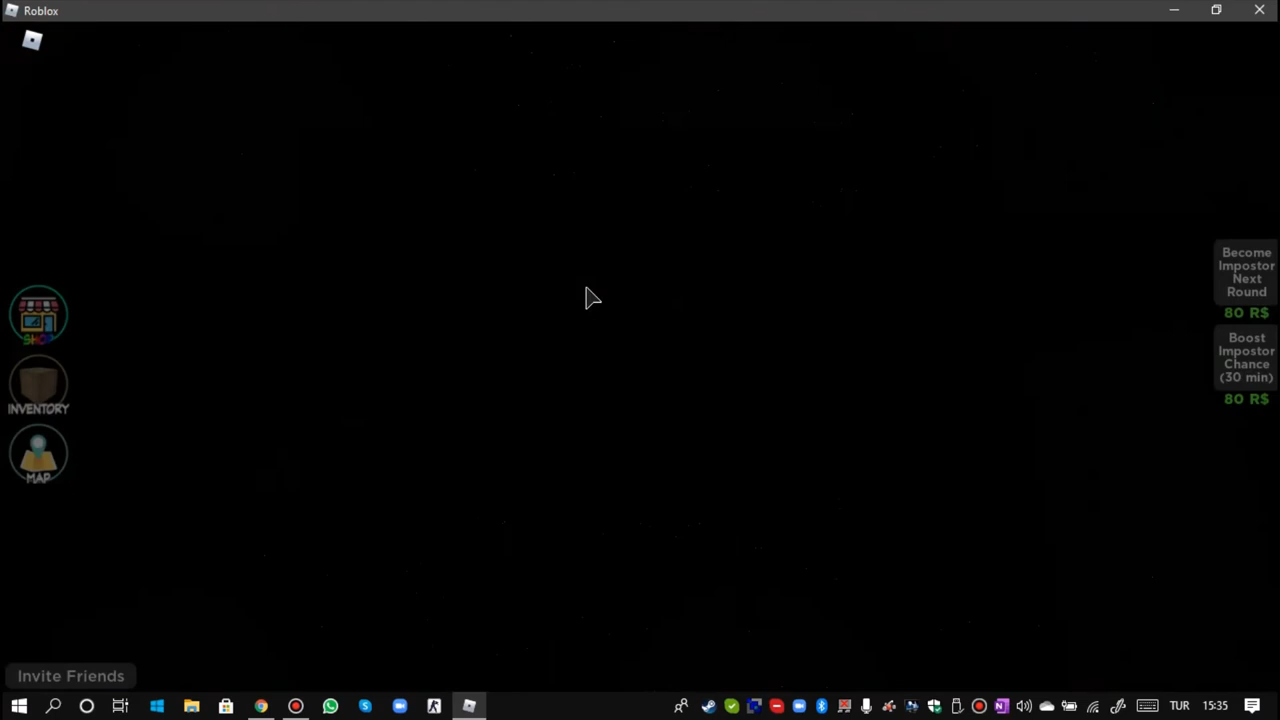 Roblox
SHOP
INVENTORY
MAP
Become
Impostor
Next
Round
80 R$
Boost
Impostor
Chance
(30 min)
80 R$
Invite Friends
TUR
15:35